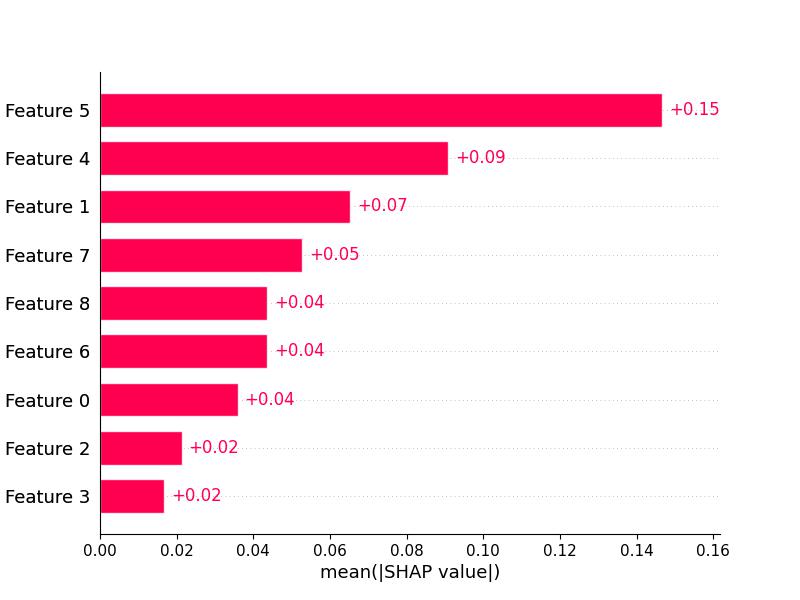 Feature 5 +0.15
Feature 4 +0.09
Feature 1 +0.07
Feature 7 +0.05
Feature 8 +0.04
Feature 6 +0.04
Feature 0 +0.04
Feature 2 +0.02
Feature 3 +0.02
0.00 0.02 0.04 0.06 0.08 0.10 0.12 0.14 0.16
mean(|SHAP value|)